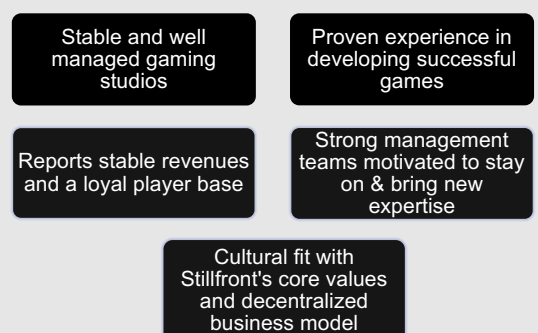 Stable and well
managed gaming
studios
Proven experience in
developing successful
games
Reports stable revenues
and a loyal player base
Strong management
teams motivated to stay
on & bring new
expertise
Cultural fit with
Stillfront's core values
and decentralized
business model